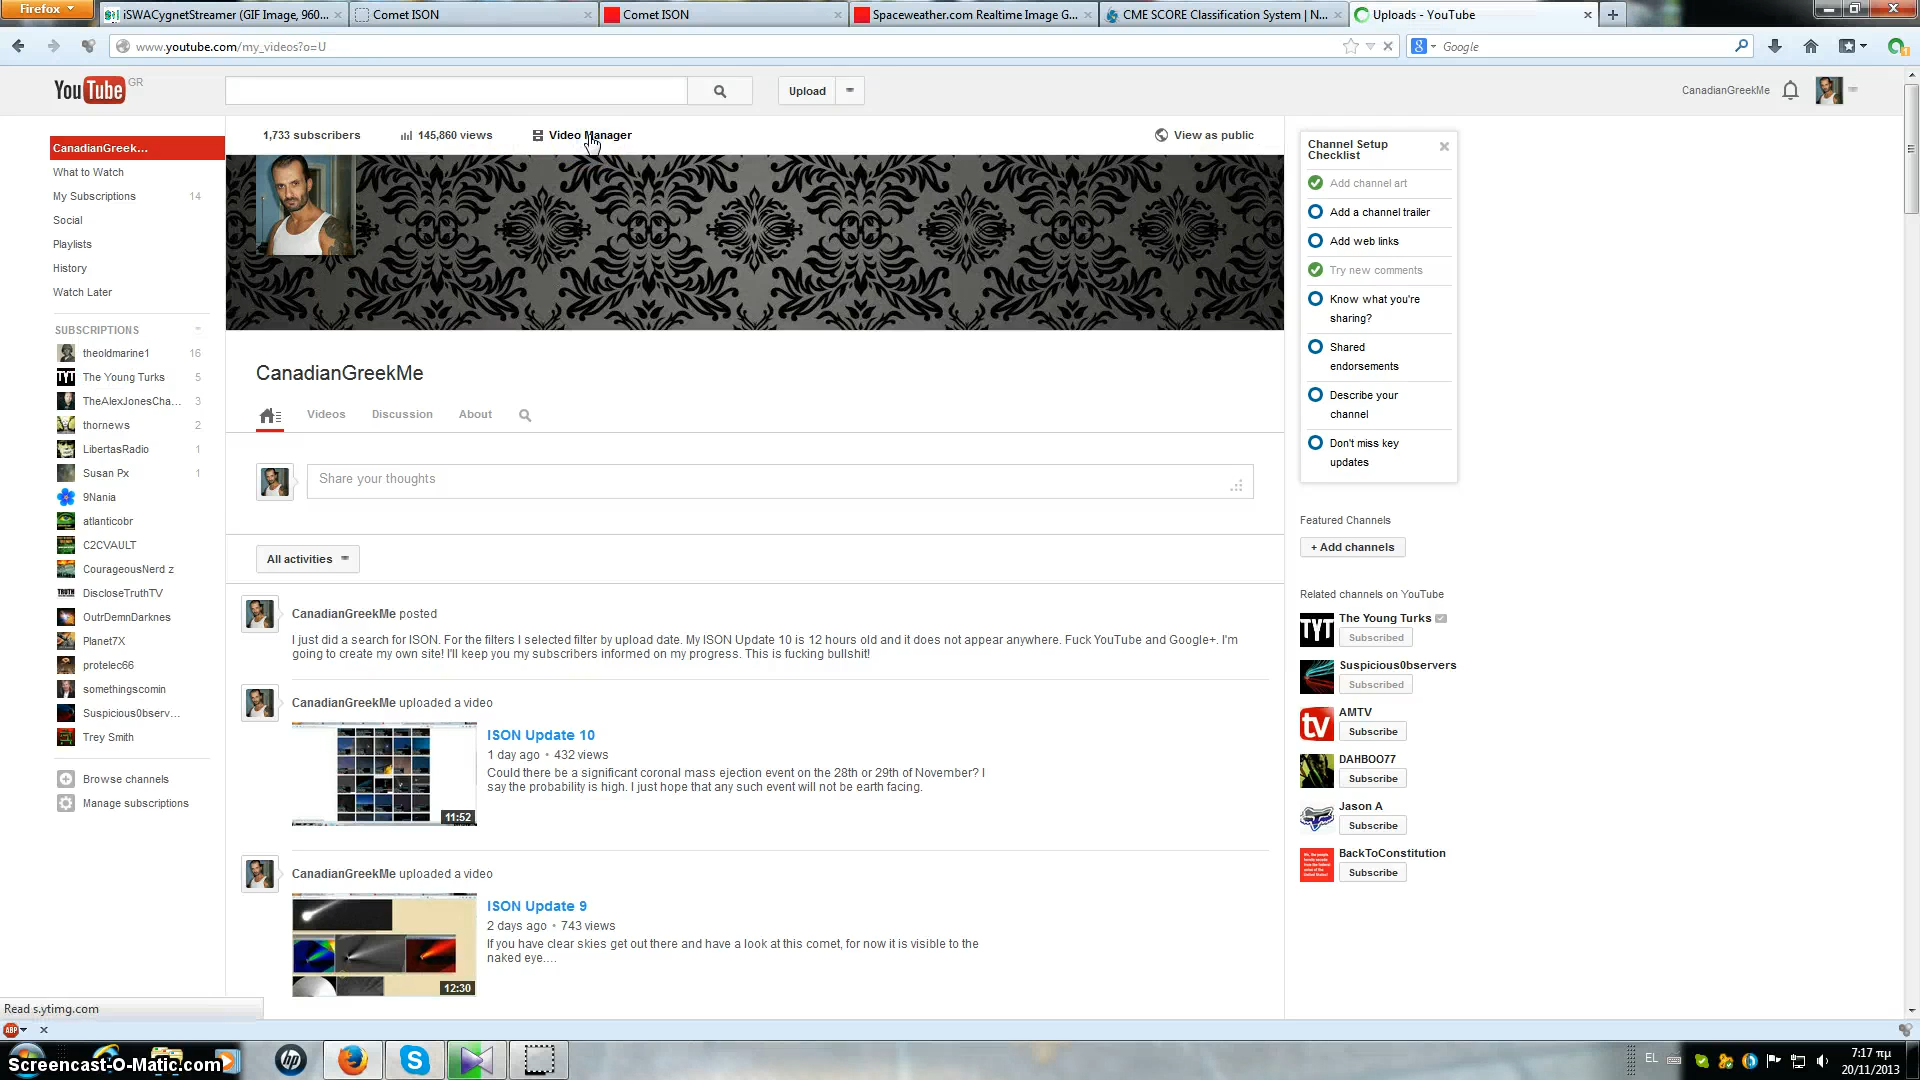 Firefox
iSWACygnetStreamer (GIF Image, 960...
Comet ISON
Comet ISON
Spaceweather.com Realtime Image G...
CME SCORE Classification System | N...
Uploads - YouTube
www.youtube.com/my_videos?o=U
Google
YouTube GR
Upload
CanadianGreekMe
1,733 subscribers
145,860 views
Video Manager
View as public
CanadianGreek...
What to Watch
My Subscriptions 14
Social
Playlists
History
Watch Later
SUBSCRIPTIONS
theoldmarine1 16
The Young Turks 5
TheAlexJonesCha... 3
thornews 2
LibertasRadio 1
Susan Px 1
9Nania
atlanticobr
C2CVAULT
CourageousNerd z
DiscloseTruthTV
OutrDemnDarknes
Planet7X
protelec66
somethingscomin
Suspicious0bserv...
Trey Smith
Browse channels
Manage subscriptions
CanadianGreekMe
Videos
Discussion
About
Share your thoughts
All activities
CanadianGreekMe posted
I just did a search for ISON. For the filters I selected filter by upload date. My ISON Update 10 is 12 hours old and it does not appear anywhere. Fuck YouTube and Google+. I'm
going to create my own site! I'll keep you my subscribers informed on my progress. This is fucking bullshit!
CanadianGreekMe uploaded a video
ISON Update 10
1 day ago • 432 views
Could there be a significant coronal mass ejection event on the 28th or 29th of November? I
say the probability is high. I just hope that any such event will not be earth facing.
11:52
CanadianGreekMe uploaded a video
ISON Update 9
2 days ago • 743 views
If you have clear skies get out there and have a look at this comet, for now it is visible to the
naked eye....
12:30
Channel Setup
Checklist
Add channel art
Add a channel trailer
Add web links
Try new comments
Know what you're
sharing?
Shared
endorsements
Describe your
channel
Don't miss key
updates
Featured Channels
+ Add channels
Related channels on YouTube
TYT
The Young Turks
Subscribed
Suspicious0bservers
Subscribed
tv
AMTV
Subscribe
DAHBOO77
Subscribe
Jason A
Subscribe
BackToConstitution
Subscribe
Read s.ytimg.com
ABP
Screencast-O-Matic.com
hp
EL
7:17 πμ
20/11/2013